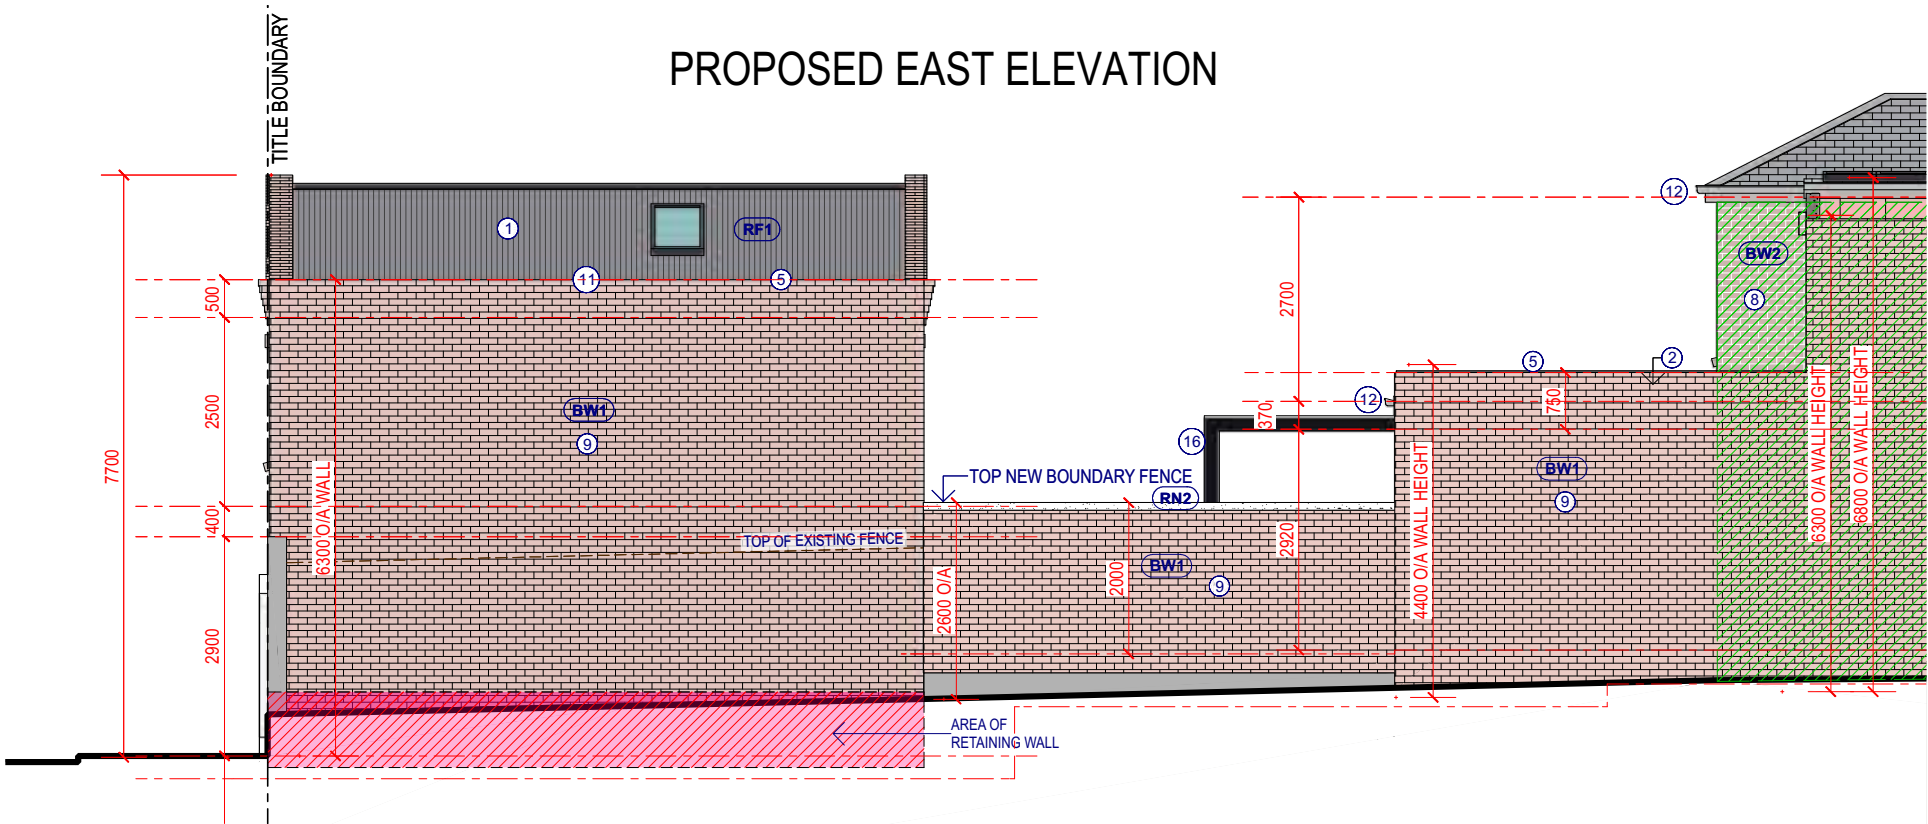 PROPOSED EAST ELEVATION
TITLE BOUNDARY
7700
500
2500
400
2900
6300 O/A WALL
1
RF1
11
5
BW1
9
TOP OF EXISTING FENCE
TOP NEW BOUNDARY FENCE
RN2
2600 O/A
2000
BW1
9
AREA OF
RETAINING WALL
16
12
370
2700
2920
4400 O/A WALL HEIGHT
5
2
750
BW1
9
12
BW2
8
6300 O/A WALL HEIGHT
6800 O/A WALL HEIGHT